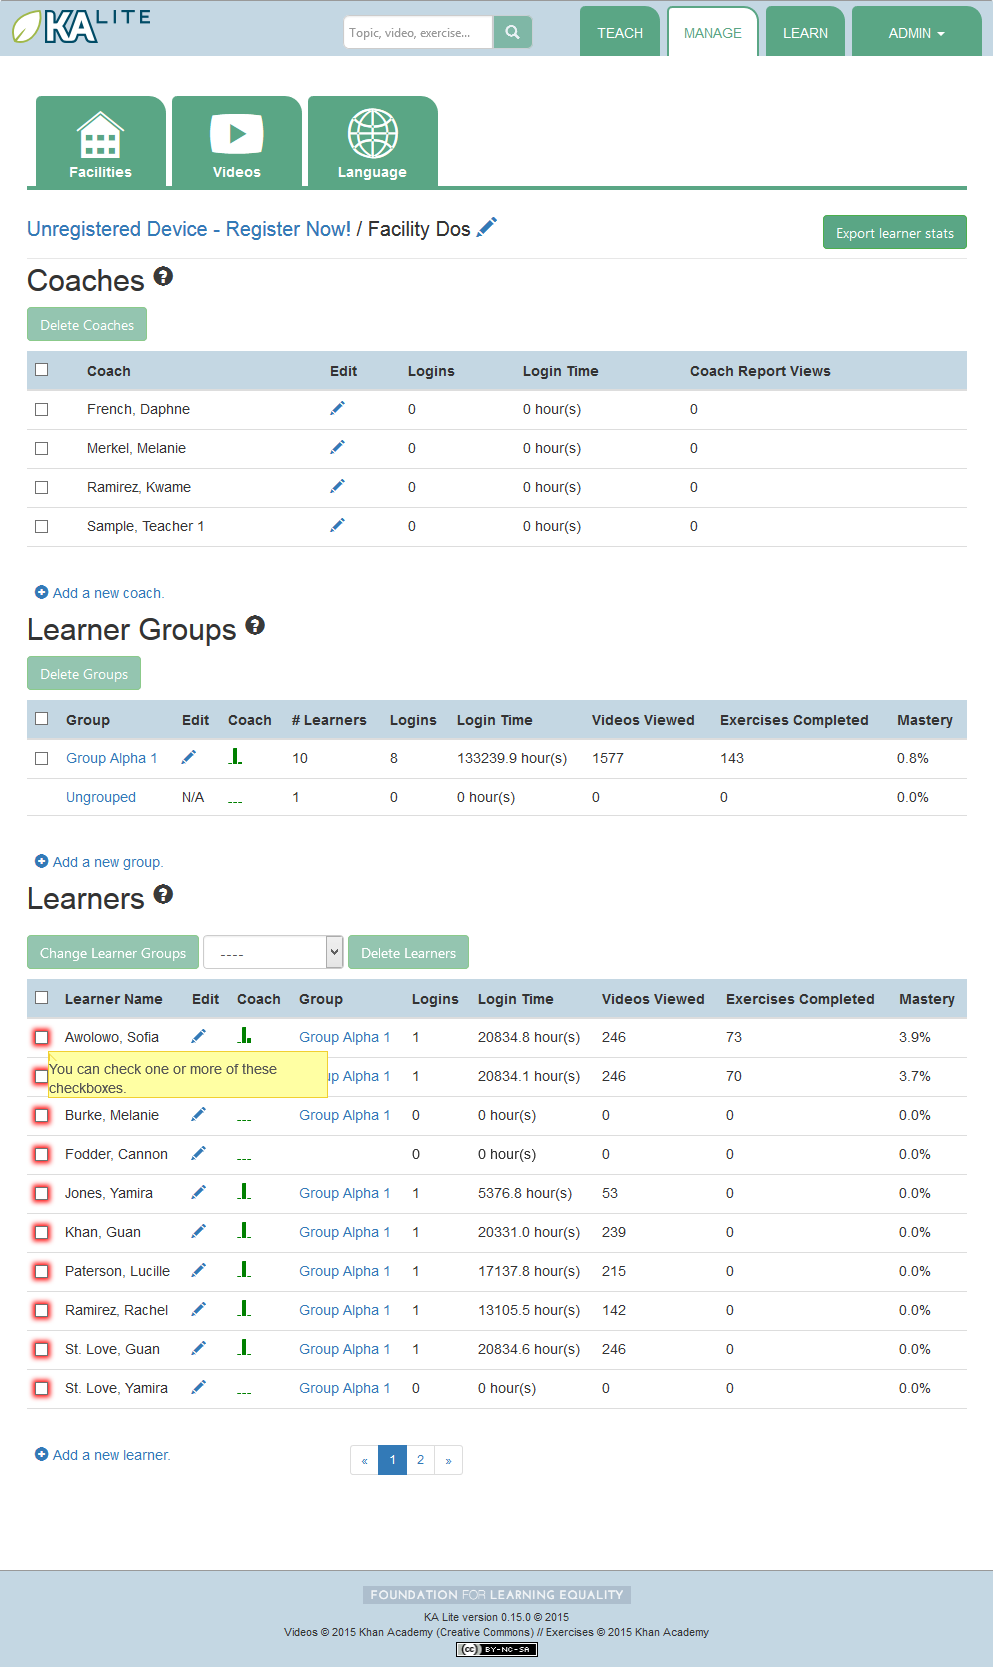 KA LITE
Topic, video, exercise...
TEACH
MANAGE
LEARN
ADMIN
Facilities
Videos
Language
Unregistered Device - Register Now! / Facility Dos
Export learner stats
Coaches
Delete Coaches
Coach Edit Logins Login Time Coach Report Views
French, Daphne 0 0 hour(s) 0
Merkel, Melanie 0 0 hour(s) 0
Ramirez, Kwame 0 0 hour(s) 0
Sample, Teacher 1 0 0 hour(s) 0
Add a new coach.
Learner Groups
Delete Groups
Group Edit Coach # Learners Logins Login Time Videos Viewed Exercises Completed Mastery
Group Alpha 1 10 8 133239.9 hour(s) 1577 143 0.8%
Ungrouped N/A --- 1 0 0 hour(s) 0 0 0.0%
Add a new group.
Learners
Change Learner Groups ---- Delete Learners
Learner Name Edit Coach Group Logins Login Time Videos Viewed Exercises Completed Mastery
Awolowo, Sofia Group Alpha 1 1 20834.8 hour(s) 246 73 3.9%
You can check one or more of these
checkboxes.
up Alpha 1 1 20834.1 hour(s) 246 70 3.7%
Burke, Melanie --- Group Alpha 1 0 0 hour(s) 0 0 0.0%
Fodder, Cannon --- 0 0 hour(s) 0 0 0.0%
Jones, Yamira Group Alpha 1 1 5376.8 hour(s) 53 0 0.0%
Khan, Guan Group Alpha 1 1 20331.0 hour(s) 239 0 0.0%
Paterson, Lucille Group Alpha 1 1 17137.8 hour(s) 215 0 0.0%
Ramirez, Rachel Group Alpha 1 1 13105.5 hour(s) 142 0 0.0%
St. Love, Guan Group Alpha 1 1 20834.6 hour(s) 246 0 0.0%
St. Love, Yamira --- Group Alpha 1 0 0 hour(s) 0 0 0.0%
Add a new learner.
« 1 2 »
FOUNDATION FOR LEARNING EQUALITY
KA Lite version 0.15.0 © 2015
Videos © 2015 Khan Academy (Creative Commons) // Exercises © 2015 Khan Academy
cc BY-NC-SA